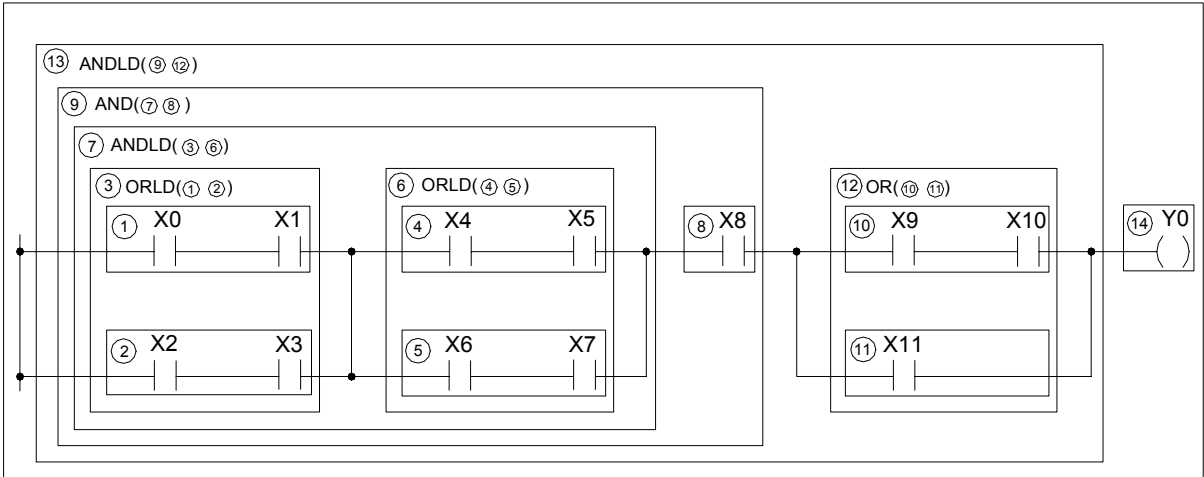 ⑬ ANDLD(⑨ ⑫)
⑨ AND(⑦ ⑧ )
⑦ ANDLD( ③ ⑥)
③ ORLD(① ②)
⑥ ORLD(④ ⑤)
⑫ OR(⑩ ⑪)
① X0 X1
④ X4 X5
⑧ X8
⑩ X9 X10
⑭ Y0
② X2 X3
⑤ X6 X7
⑪ X11